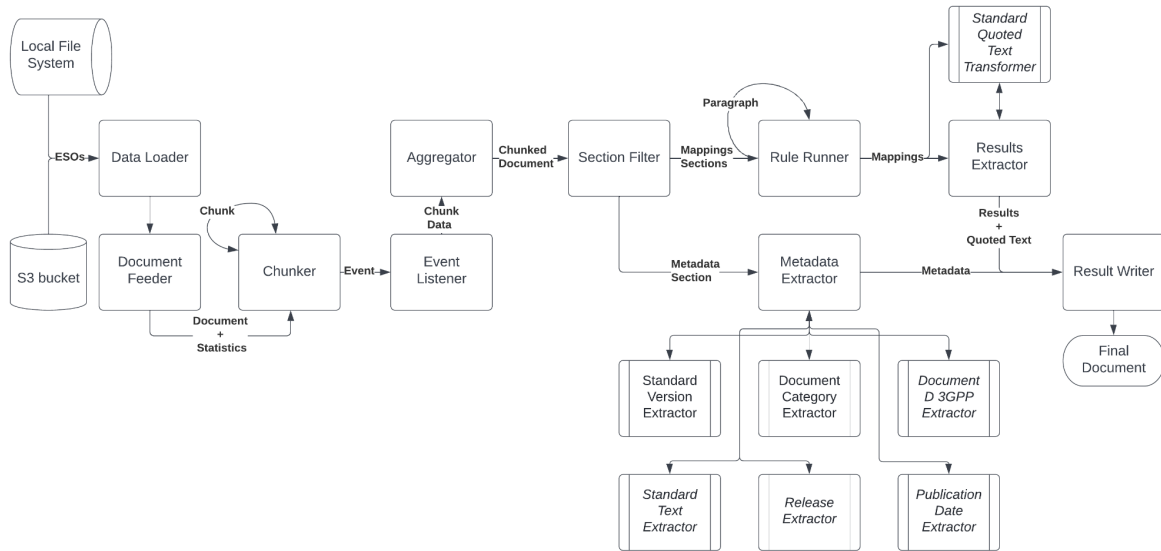 Local File
System
ESOs
Data Loader
S3 bucket
Document
Feeder
Document
+
Statistics
Chunk
Chunker
Event
Event
Listener
Chunk
Data
Aggregator
Chunked
Document
Section Filter
Mappings
Sections
Paragraph
Rule Runner
Mappings
Standard
Quoted
Text
Transformer
Results
Extractor
Results
+
Quoted Text
Metadata
Section
Metadata
Extractor
Metadata
Result Writer
Final
Document
Standard
Version
Extractor
Document
Category
Extractor
Document
D 3GPP
Extractor
Standard
Text
Extractor
Release
Extractor
Publication
Date
Extractor